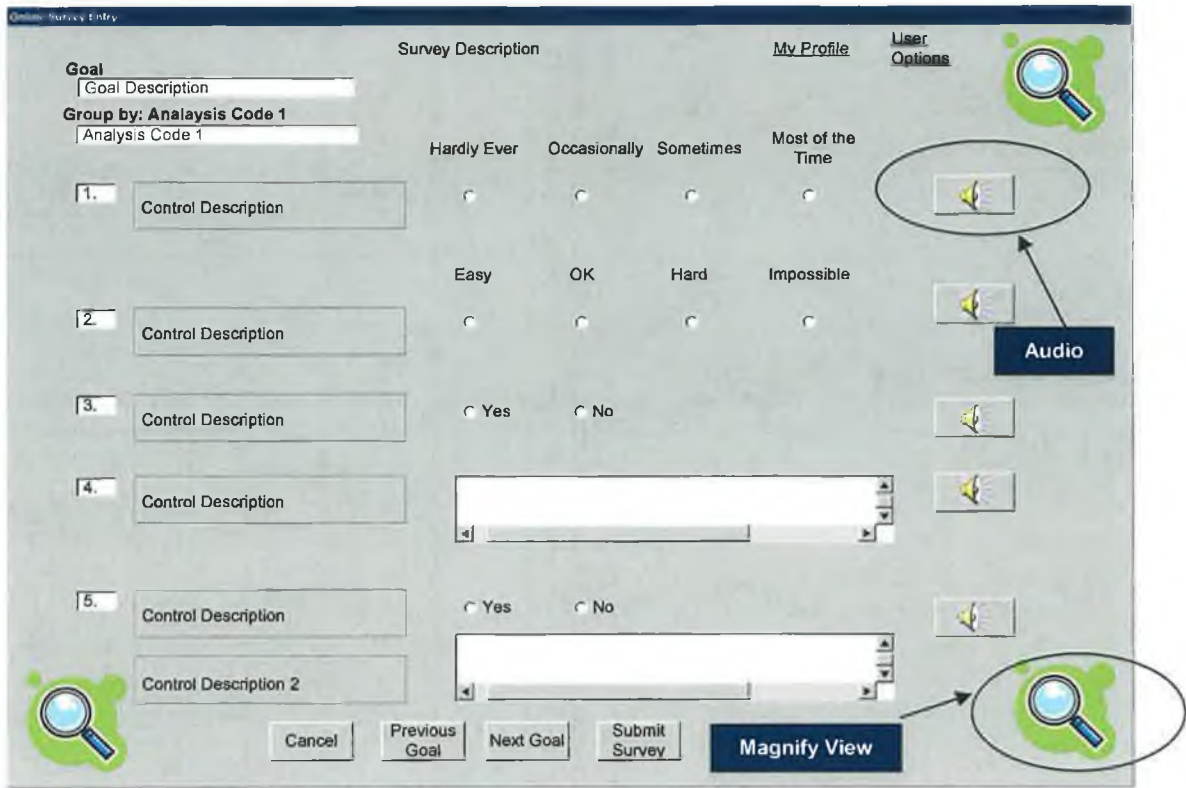 Online Survey Entry
Survey Description
My Profile
User
Options
Goal
Goal Description
Group by: Analaysis Code 1
Analysis Code 1
Hardly Ever Occasionally Sometimes Most of the
Time
1. Control Description
Easy OK Hard Impossible
2. Control Description
Audio
3. Control Description Yes No
4. Control Description
5. Control Description Yes No
Control Description 2
Cancel Previous
Goal Next Goal Submit
Survey
Magnify View